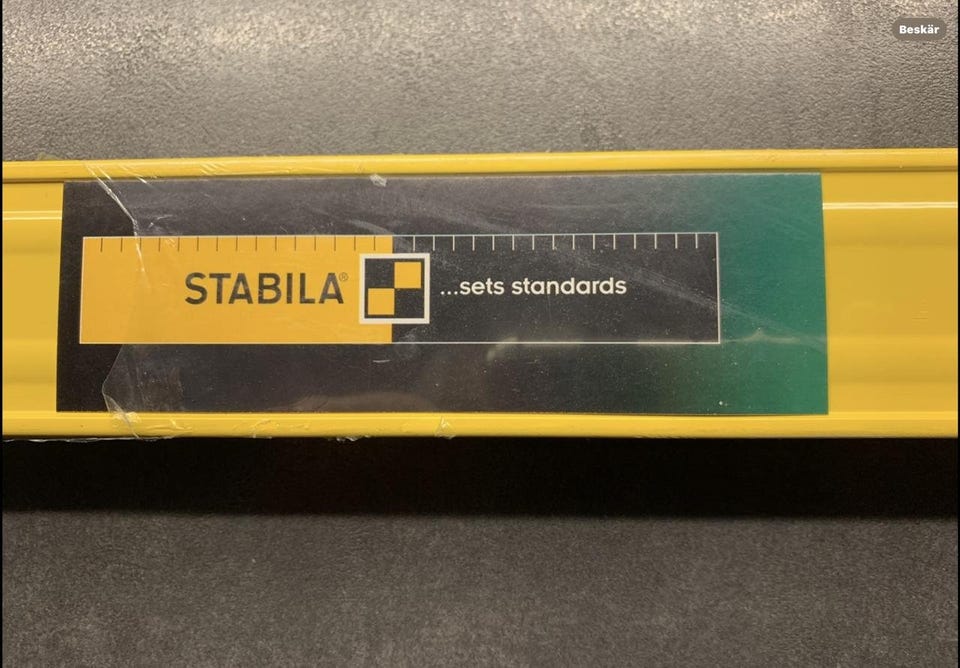 Beskär
STABILA®
...sets standards